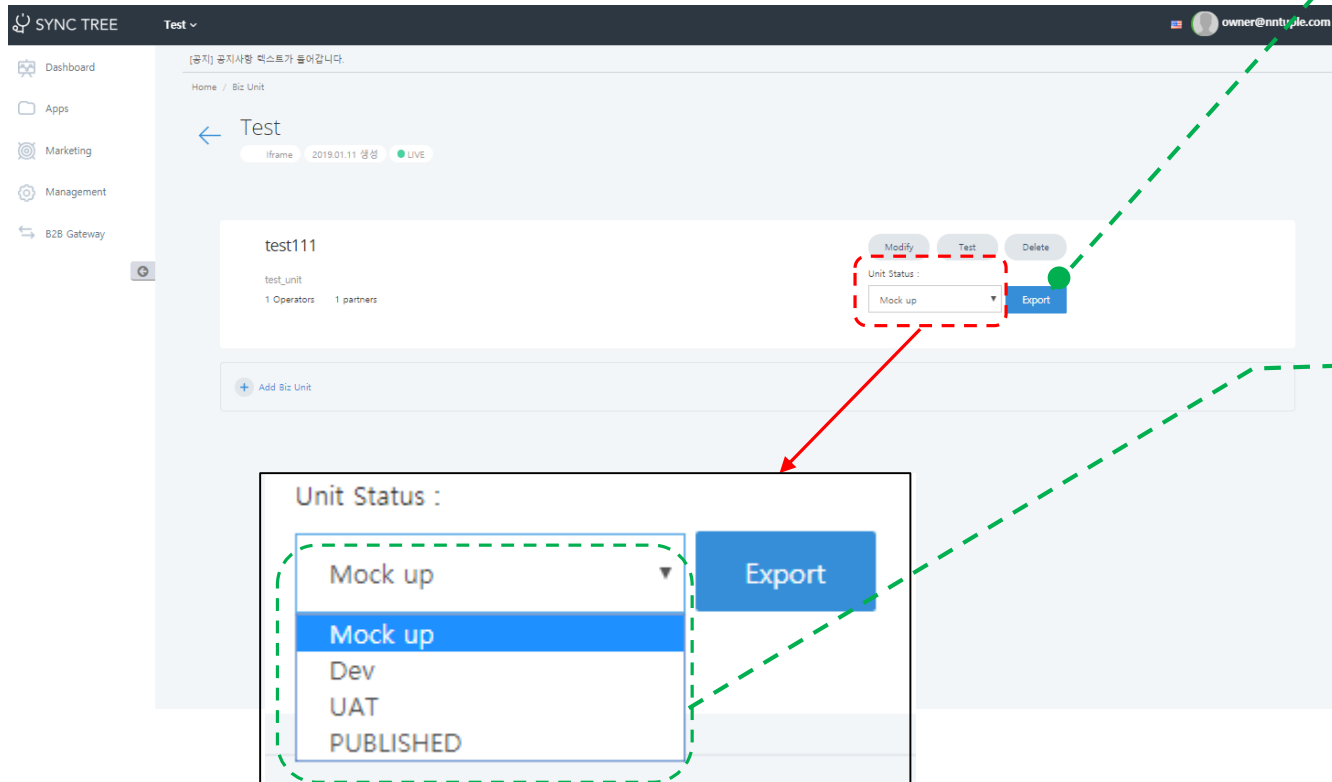 SYNC TREE
Test
owner@nntuple.com
Dashboard
Apps
Marketing
Management
B2B Gateway
[공지] 공지사항 텍스트가 들어갑니다.
Home / Biz Unit
Test
Iframe 2019.01.11 생성 LIVE
test111
Modify Test Delete
test_unit
Unit Status :
1 Operators 1 partners
Mock up Export
+ Add Biz Unit
Unit Status :
Mock up Export
Mock up
Dev
UAT
PUBLISHED